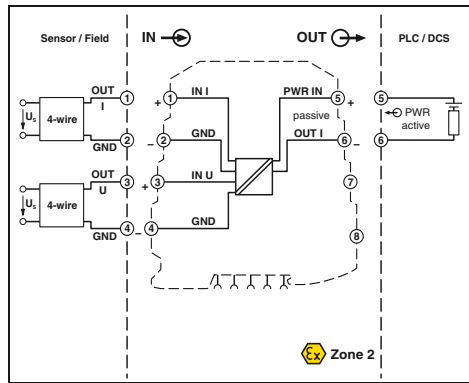 Sensor / Field
IN
OUT
PLC / DCS
OUT
I
1
+ 1
IN I
PWR IN
5 +
5
Us
4-wire
passive
PWR
active
GND
2
– 2
GND
OUT I
6 –
6
OUT
U
3
+ 3
IN U
7
Us
4-wire
GND
4
– 4
GND
8
Ex Zone 2